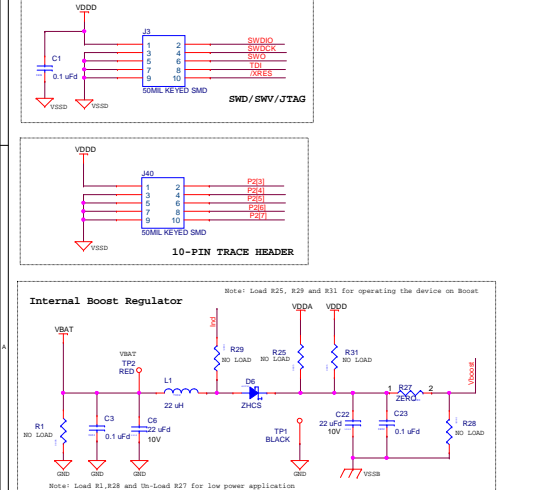 VDDD
J3
1 2 SWDIO
3 4 SWDCK
5 6 SWO
7 8 TDI
9 10 /XRES
C1
0.1 uFd
50MIL KEYED SMD
VSSD
VSSD
SWD/SWV/JTAG
VDDD
J40
1 2 P2[3]
3 4 P2[4]
5 6 P2[5]
7 8 P2[6]
9 10 P2[7]
50MIL KEYED SMD
VSSD
10-PIN TRACE HEADER
Note: Load R25, R29 and R31 for operating the device on Boost
Internal Boost Regulator
VDDA VDDD
Ind
VBAT
R29
NO LOAD
R25
NO LOAD
R31
NO LOAD
A
VBAT
TP2
RED
Vboost
L1
22 uH
D6
ZHCS
1 R27 2
ZERO
R1
NO LOAD
C3
0.1 uFd
C6
22 uFd
10V
TP1
BLACK
C22
22 uFd
10V
C23
0.1 uFd
R28
NO LOAD
GND
GND
GND
GND
VSSB
Note: Load R1,R28 and Un-Load R27 for low power application